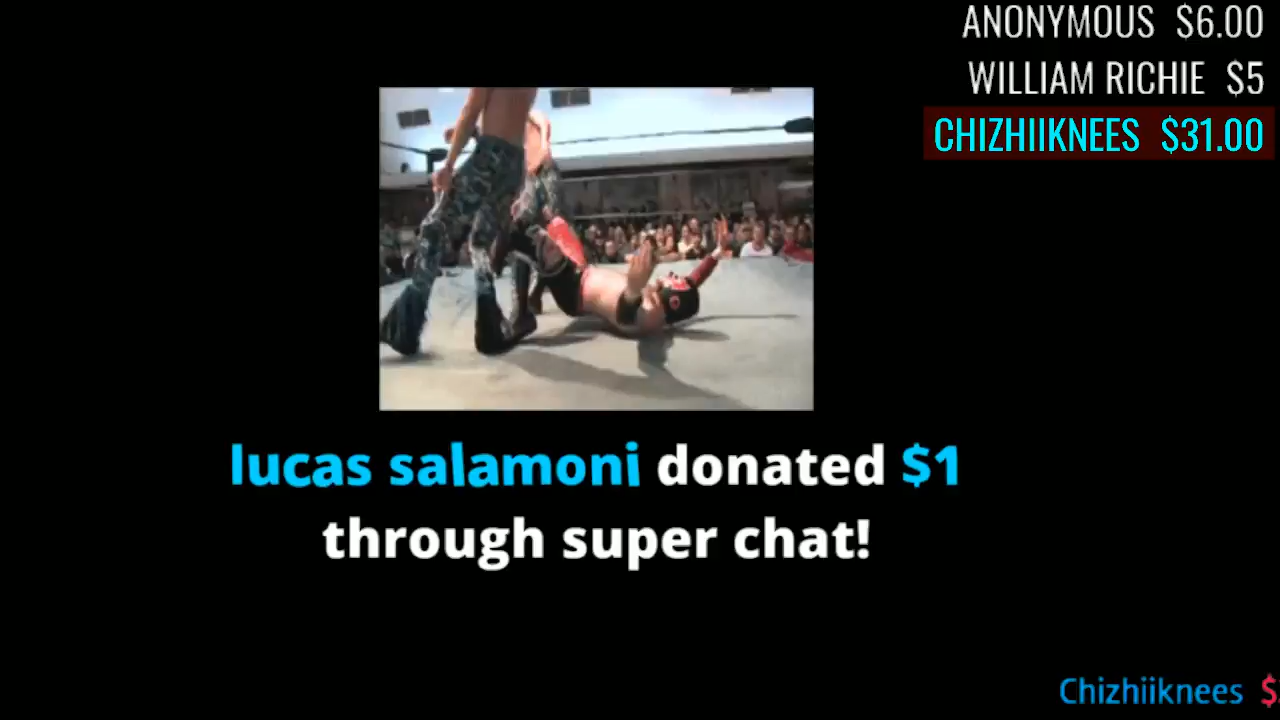 ANONYMOUS $6.00
WILLIAM RICHIE $5
CHIZHIIKNEES $31.00
lucas salamoni donated $1
through super chat!
Chizhiiknees $